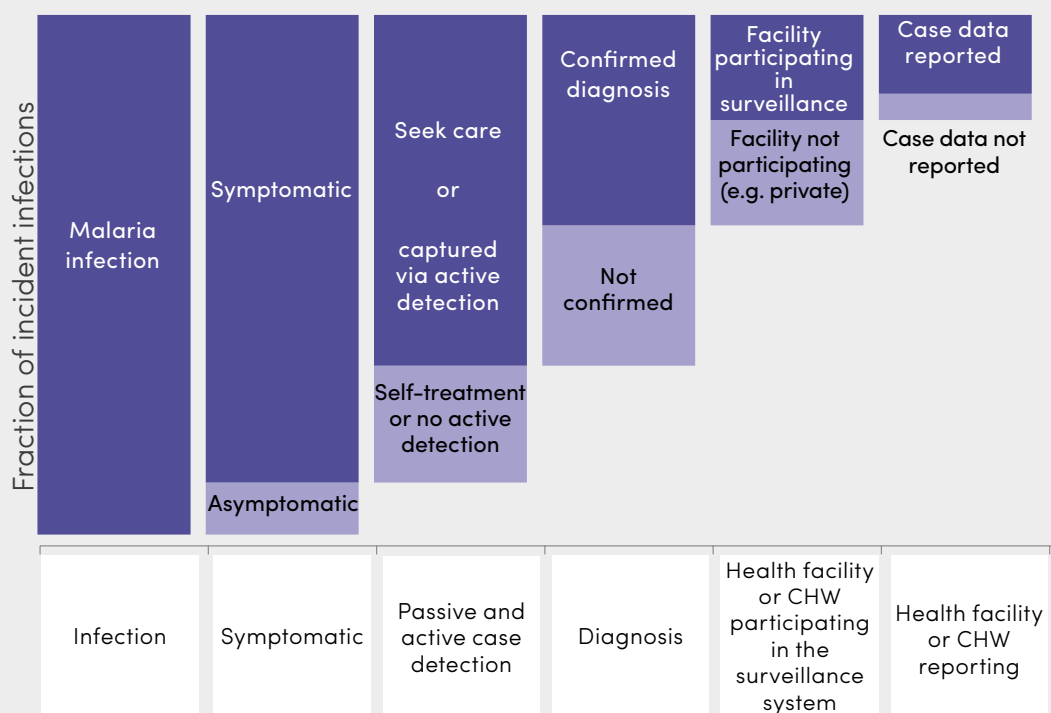 Fraction of incident infections
Malaria
infection
Symptomatic
Asymptomatic
Seek care
or
captured
via active
detection
Self-treatment
or no active
detection
Confirmed
diagnosis
Not
confirmed
Facility
participating
in
surveillance
Facility not
participating
(e.g. private)
Case data
reported
Case data not
reported
Infection
Symptomatic
Passive and
active case
detection
Diagnosis
Health facility
or CHW
participating
in the
surveillance
system
Health facility
or CHW
reporting